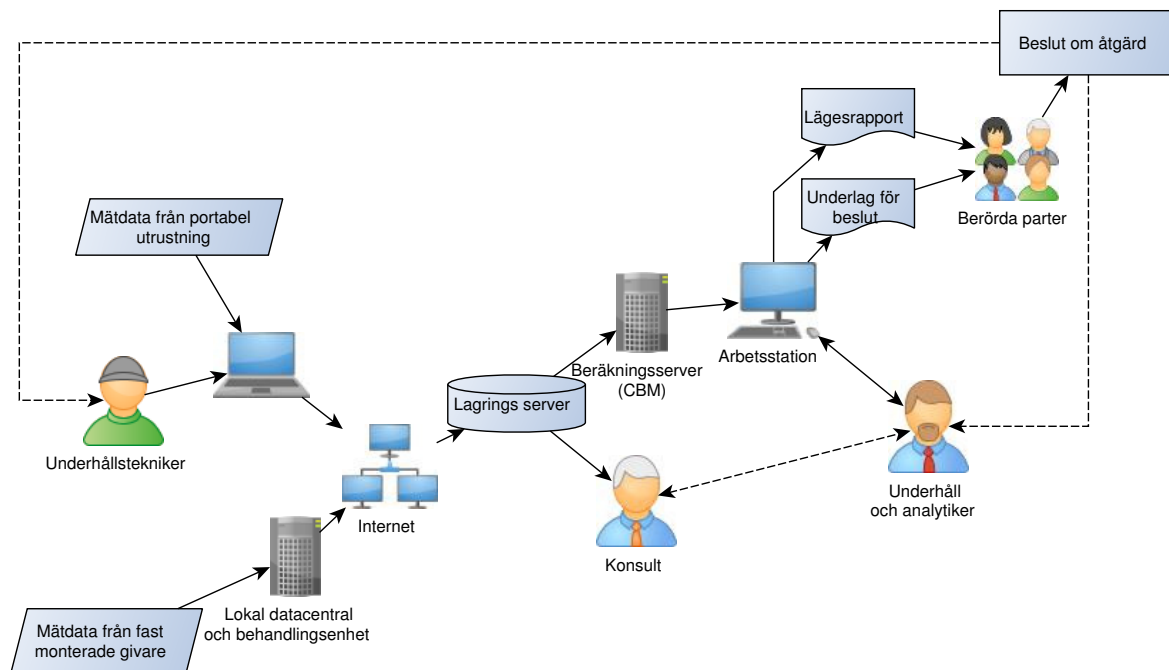 Beslut om åtgärd
Lägesrapport
Underlag för
beslut
Berörda parter
Mätdata från portabel
utrustning
Arbetsstation
Beräkningsserver
(CBM)
Lagrings server
Underhållstekniker
Internet
Underhåll
och analytiker
Konsult
Lokal datacentral
och behandlingsenhet
Mätdata från fast
monterade givare